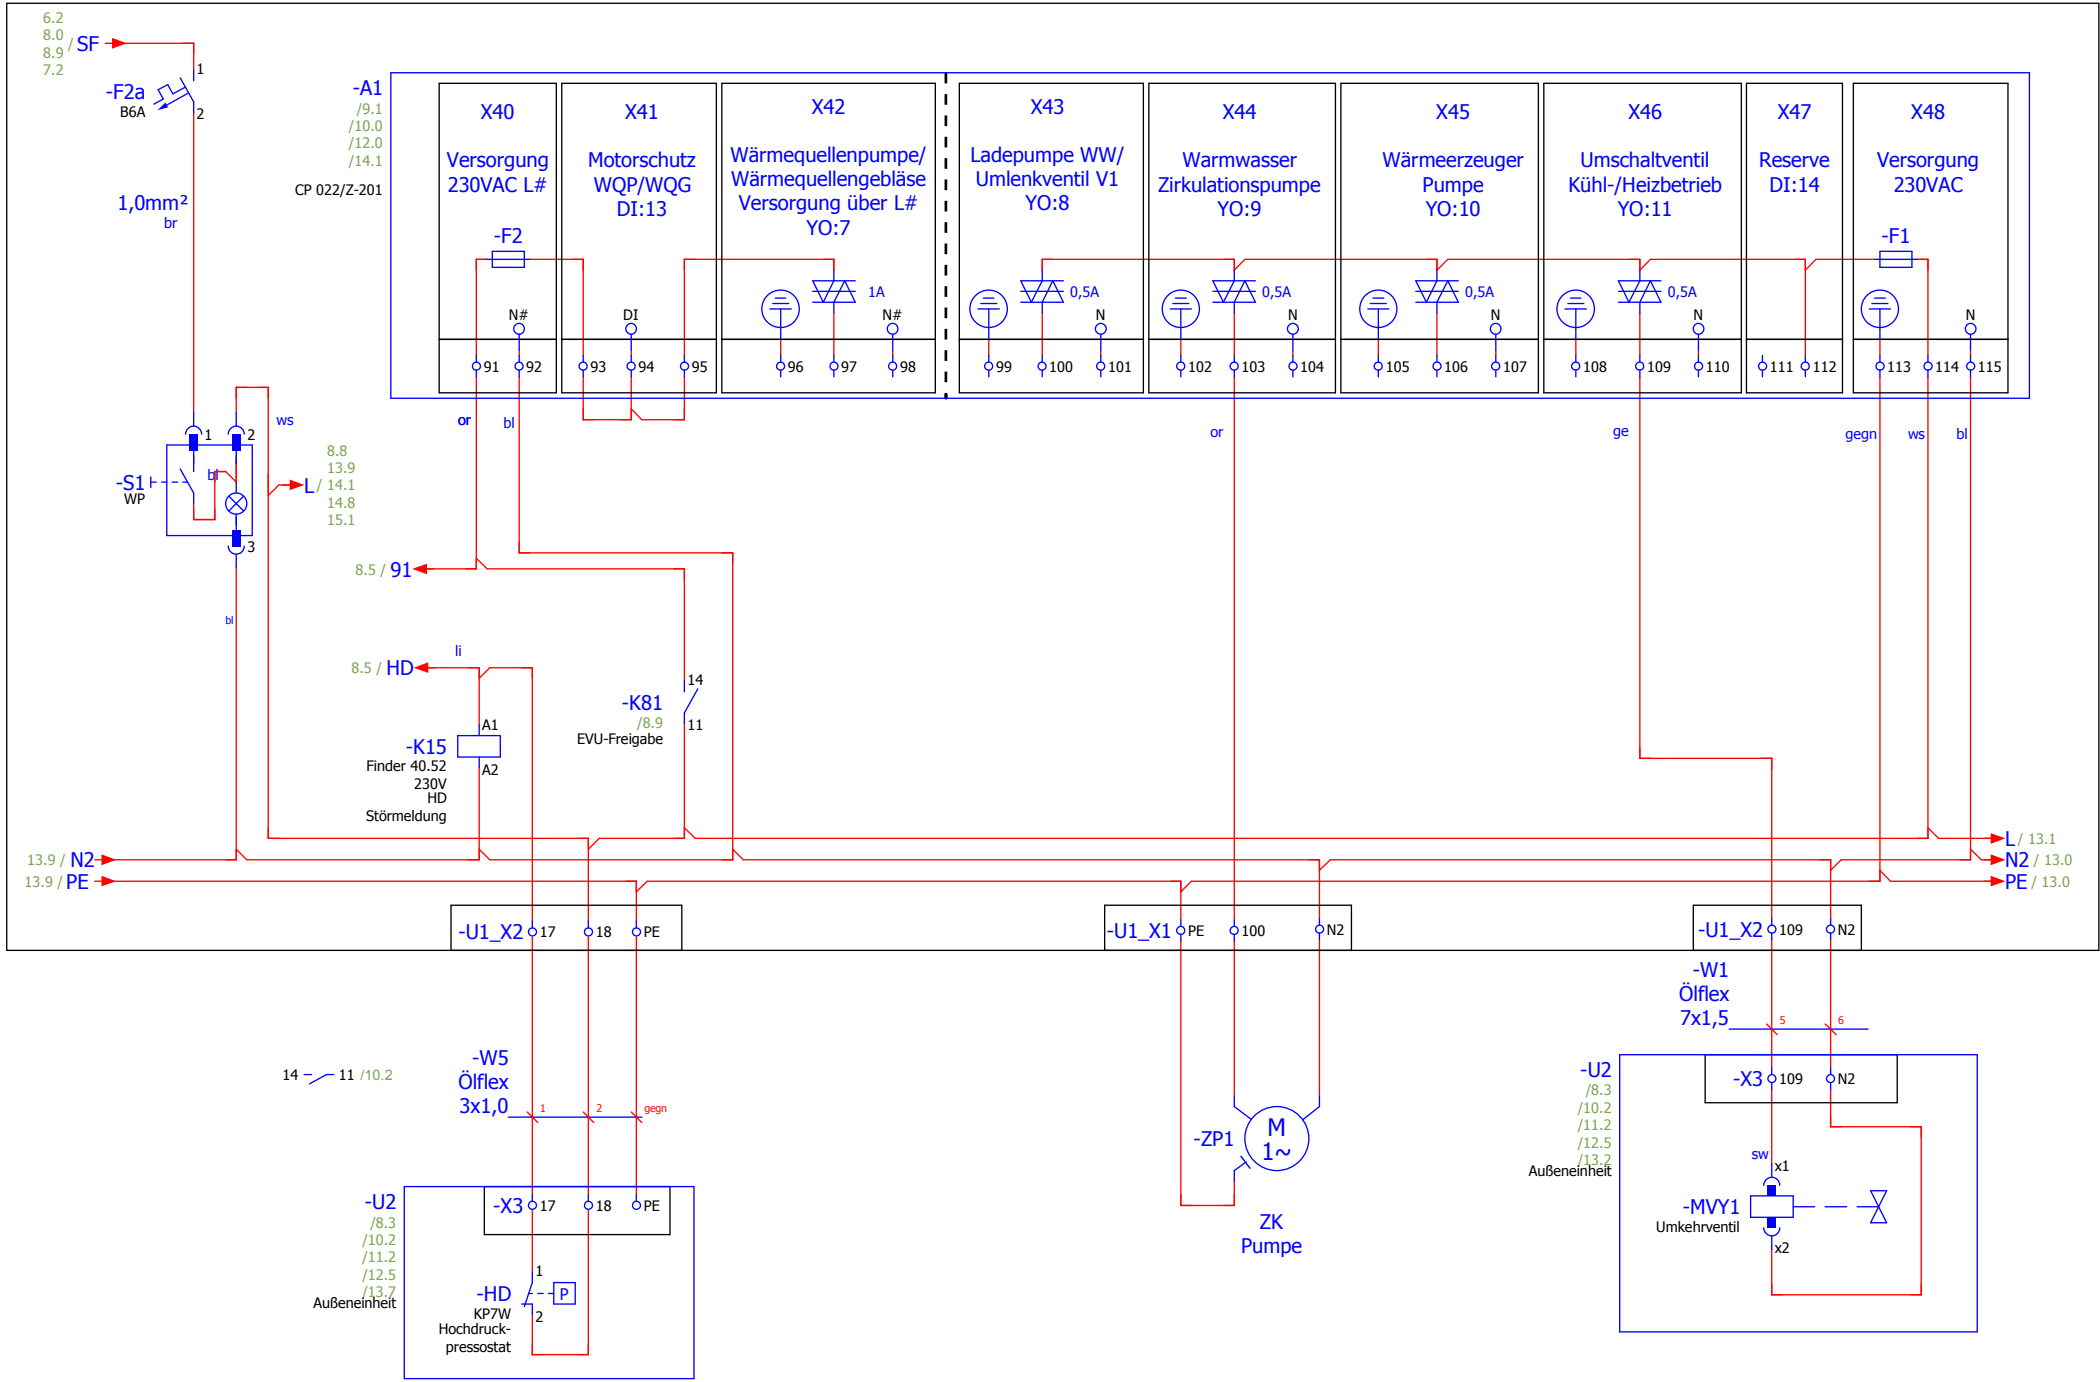 6.2
8.0
8.9
7.2
/ SF
-F2a
B6A
1
2
1,0mm²
br
-A1
/9.1
/10.0
/12.0
/14.1
CP 022/Z-201
X40
Versorgung
230VAC L#
-F2
N#
91
92
X41
Motorschutz
WQP/WQG
DI:13
DI
93
94
95
X42
Wärmequellenpumpe/
Wärmequellengebläse
Versorgung über L#
YO:7
1A
N#
96
97
98
X43
Ladepumpe WW/
Umlenkventil V1
YO:8
0,5A
N
99
100
101
X44
Warmwasser
Zirkulationspumpe
YO:9
0,5A
N
102
103
104
X45
Wärmeerzeuger
Pumpe
YO:10
0,5A
N
105
106
107
X46
Umschaltventil
Kühl-/Heizbetrieb
YO:11
0,5A
N
108
109
110
X47
Reserve
DI:14
111
112
X48
Versorgung
230VAC
-F1
N
113
114
115
or
bl
or
ge
gegn
ws
bl
1
2
ws
-S1
WP
br
3
bl
L /
8.8
13.9
14.1
14.8
15.1
8.5 / 91
8.5 / HD
li
-K15
Finder 40.52
230V
HD
Störmeldung
A1
A2
-K81
/8.9
EVU-Freigabe
14
11
13.9 / N2
13.9 / PE
L / 13.1
N2 / 13.0
PE / 13.0
-U1_X2
17
18
PE
-U1_X1
PE
100
N2
-U1_X2
109
N2
14
11 /10.2
-W5
Ölflex
3x1,0
1
2
gegn
-U2
/8.3
/10.2
/11.2
/12.5
/13.7
Außeneinheit
-X3
17
18
PE
-HD
KP7W
Hochdruck-
pressostat
1
2
P
-ZP1
M
1~
ZK
Pumpe
-W1
Ölflex
7x1,5
5
6
-U2
/8.3
/10.2
/11.2
/12.5
/13.2
Außeneinheit
-X3
109
N2
sw
x1
-MVY1
Umkehrventil
x2